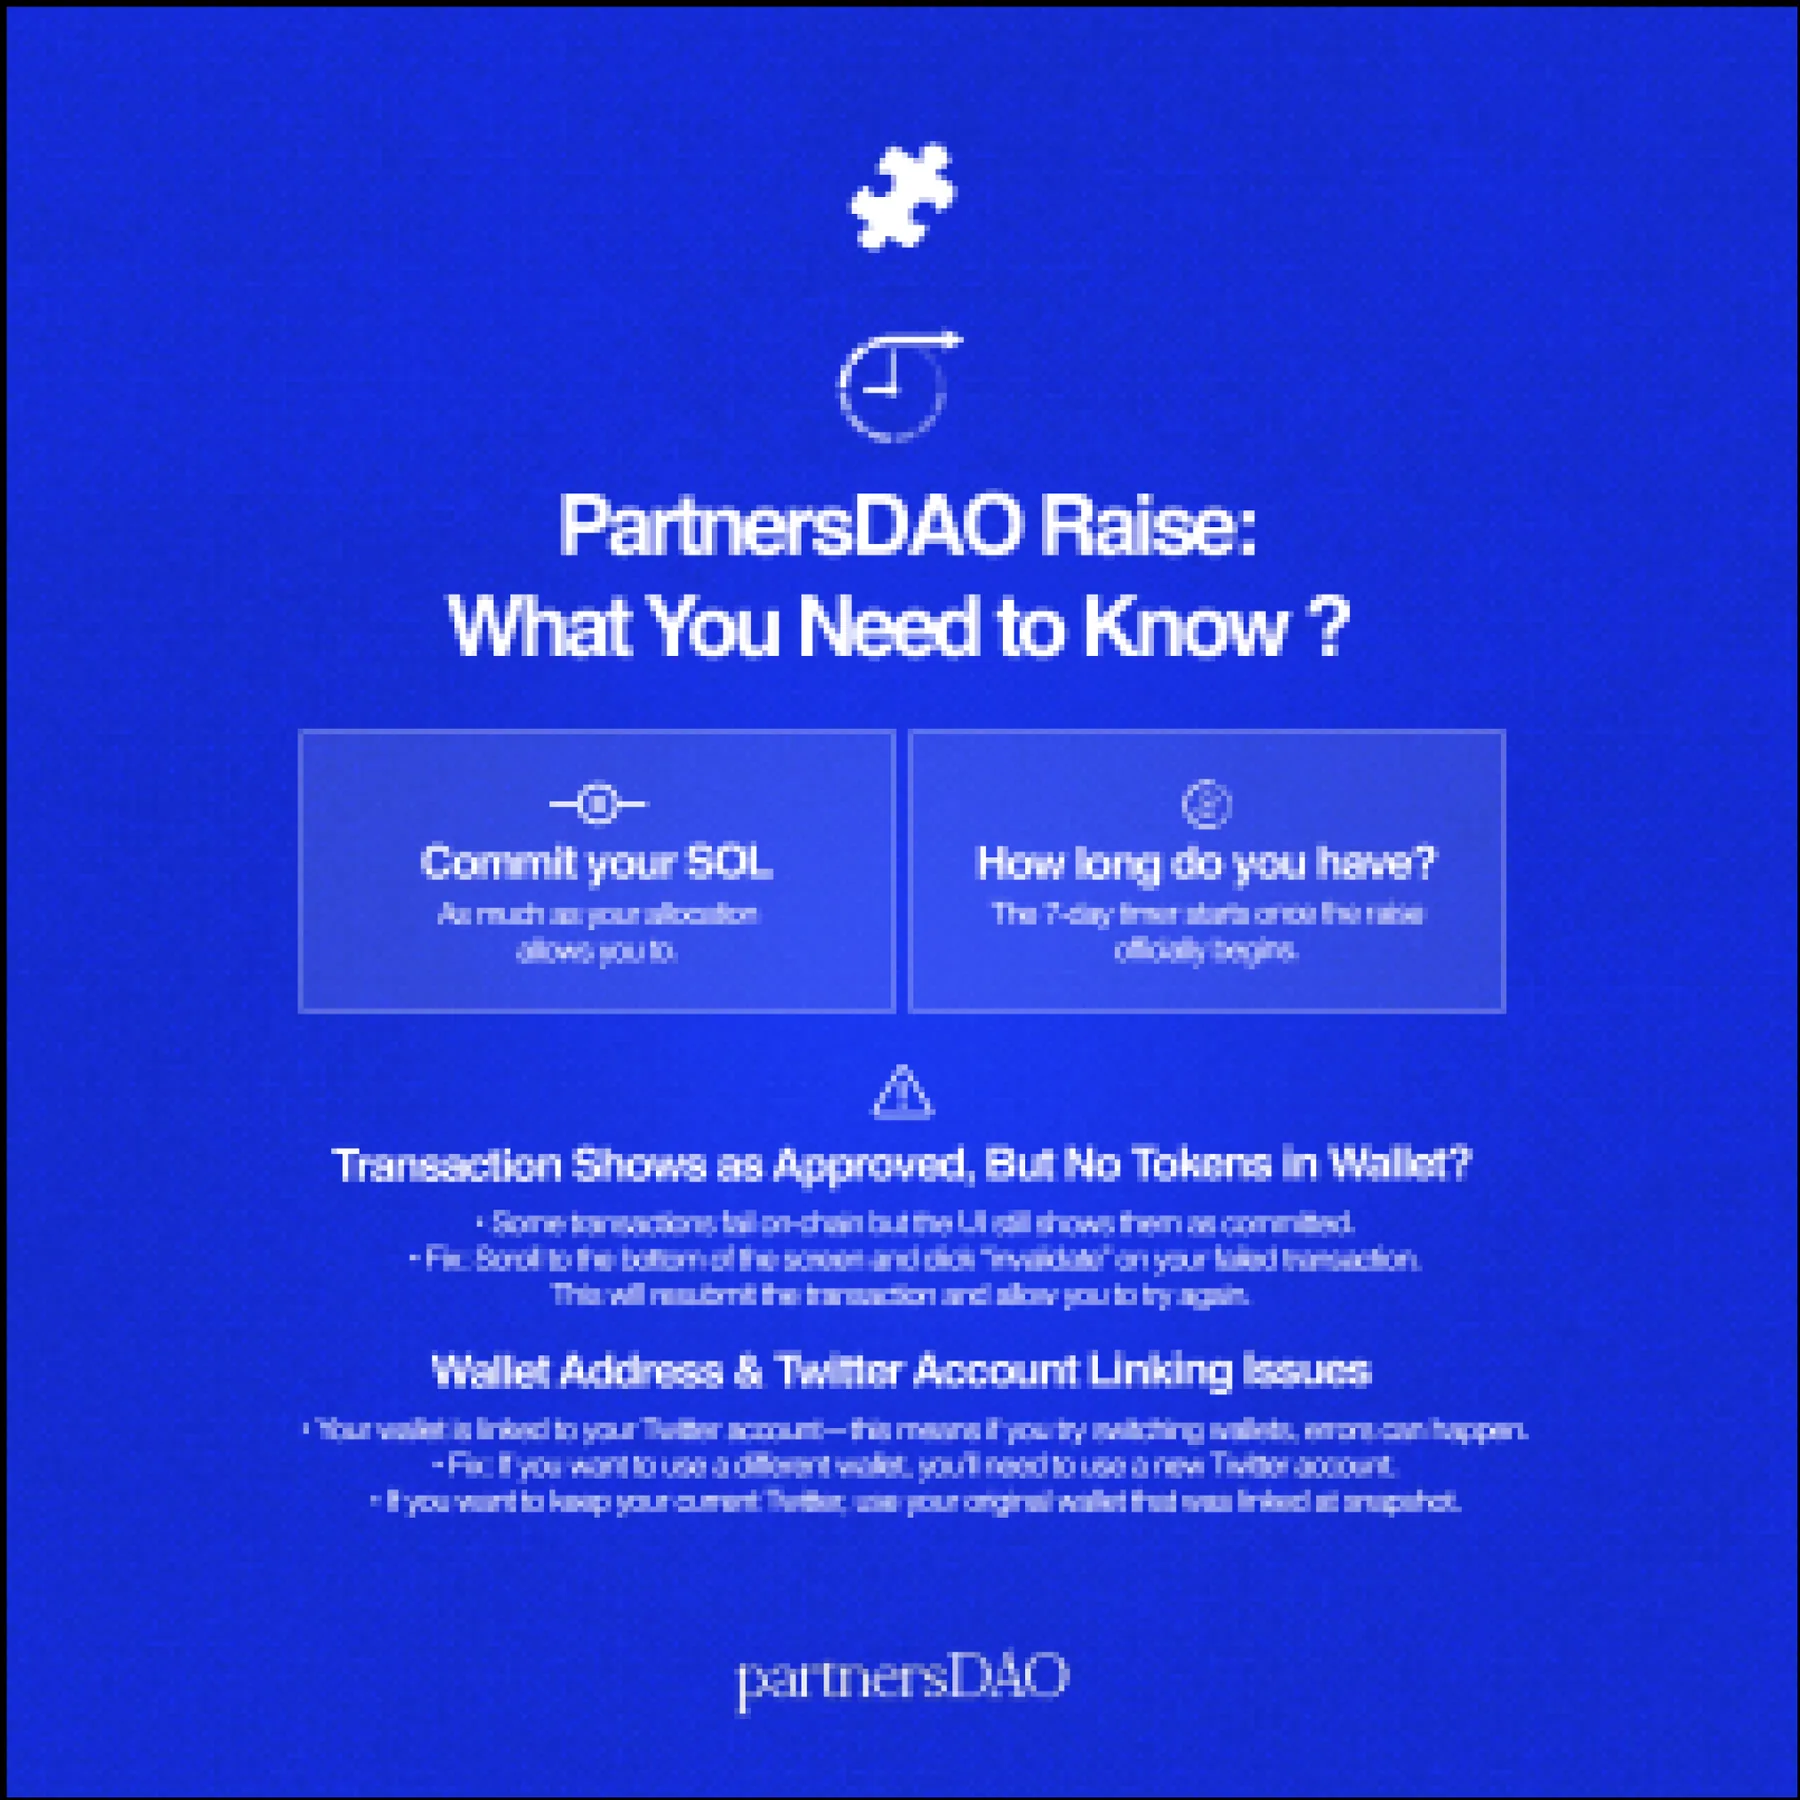 PartnersDAO Raise:
What You Need to Know ?
Commit your SOL
As much as your allocation
allows you to.
How long do you have?
The 7-day timer starts once the raise
officially begins.
Transaction Shows as Approved, But No Tokens in Wallet?
• Some transactions fail on-chain but the UI still shows them as committed.
• Fix: Scroll to the bottom of the screen and click "Invalidate" on your failed transaction.
This will resubmit the transaction and allow you to try again.
Wallet Address & Twitter Account Linking Issues
• Your wallet is linked to your Twitter account—this means if you try switching wallets, errors can happen.
• Fix: If you want to use a different wallet, you'll need to use a new Twitter account.
• If you want to keep your current Twitter, use your original wallet that was linked at snapshot.
partnersDAO